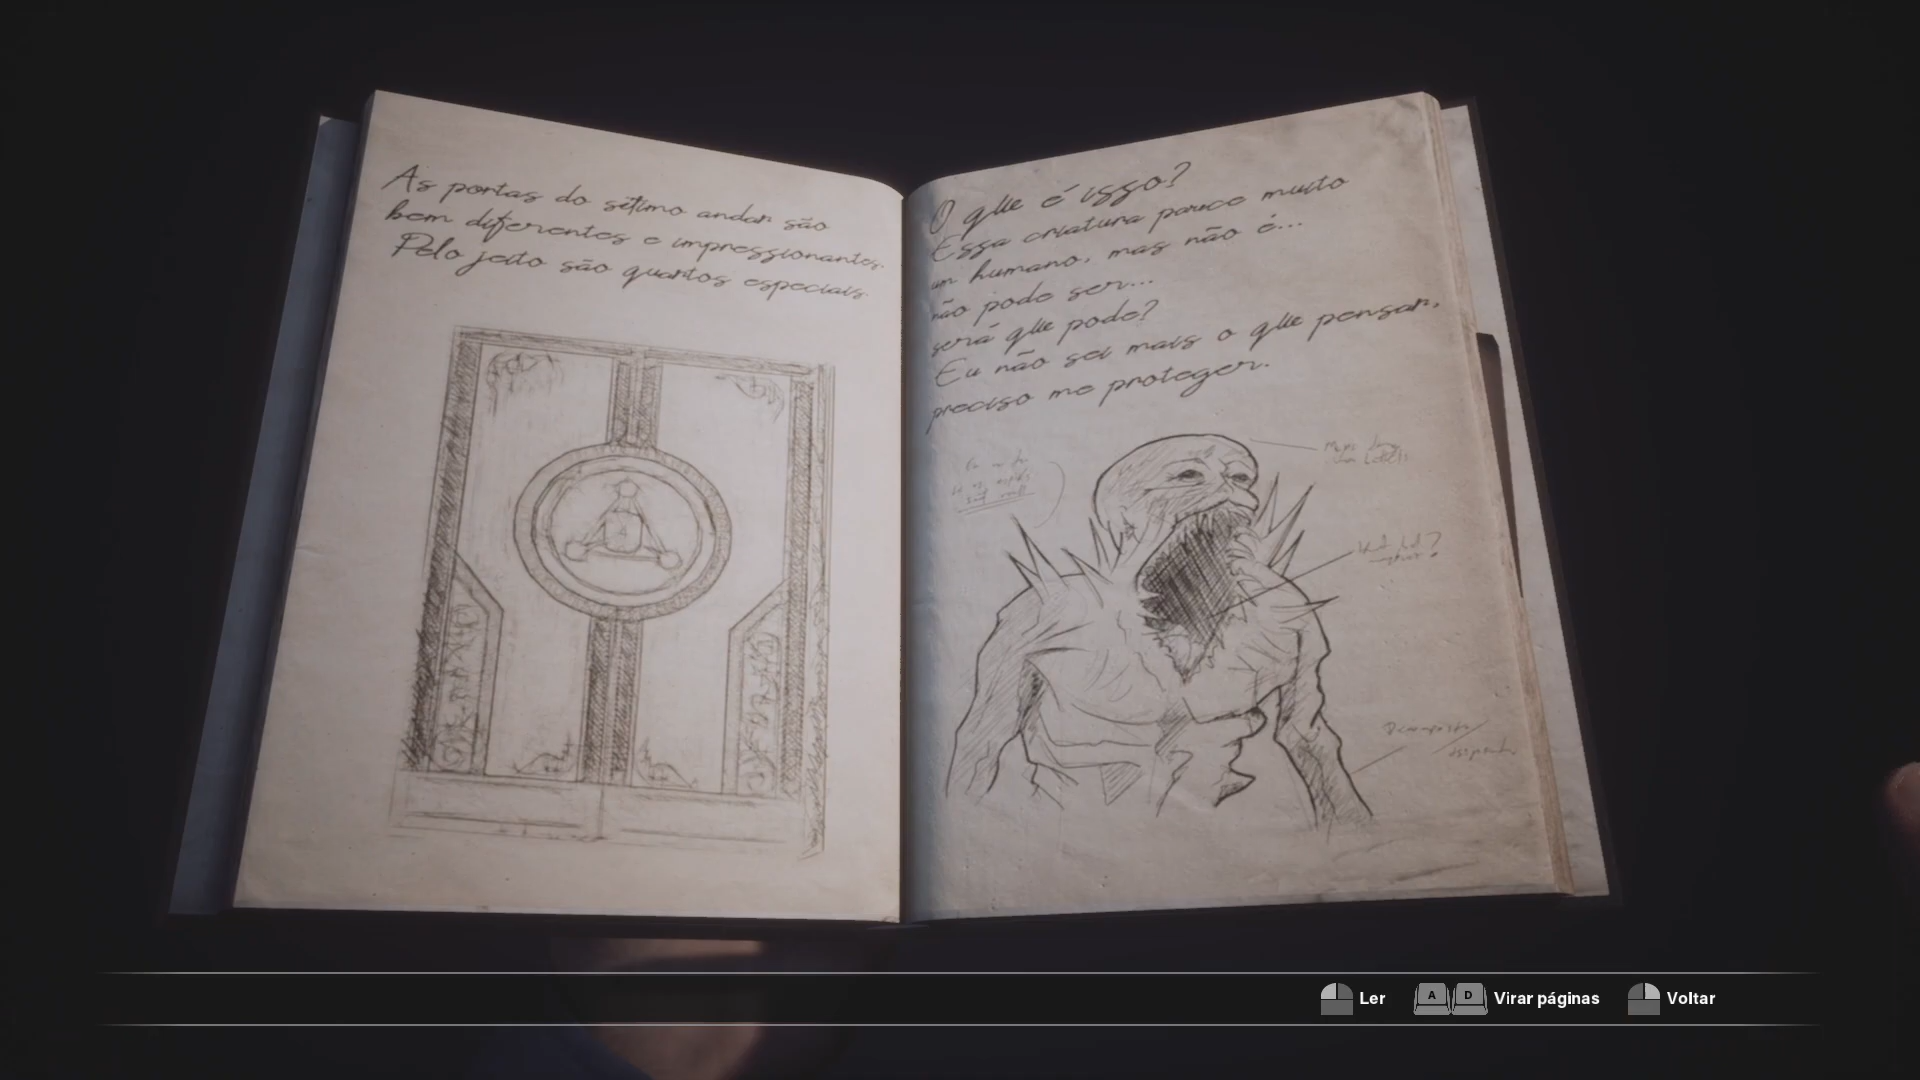 As portas do sétimo andar são
bem diferentes e impressionantes.
Pelo jeito são quartos especiais.
O que é isso?
Essa criatura parece muito
um humano, mas não é...
não pode ser...
será que pode?
Eu não sei mais o que pensar,
preciso me proteger.
Ler
A D Virar páginas
Voltar